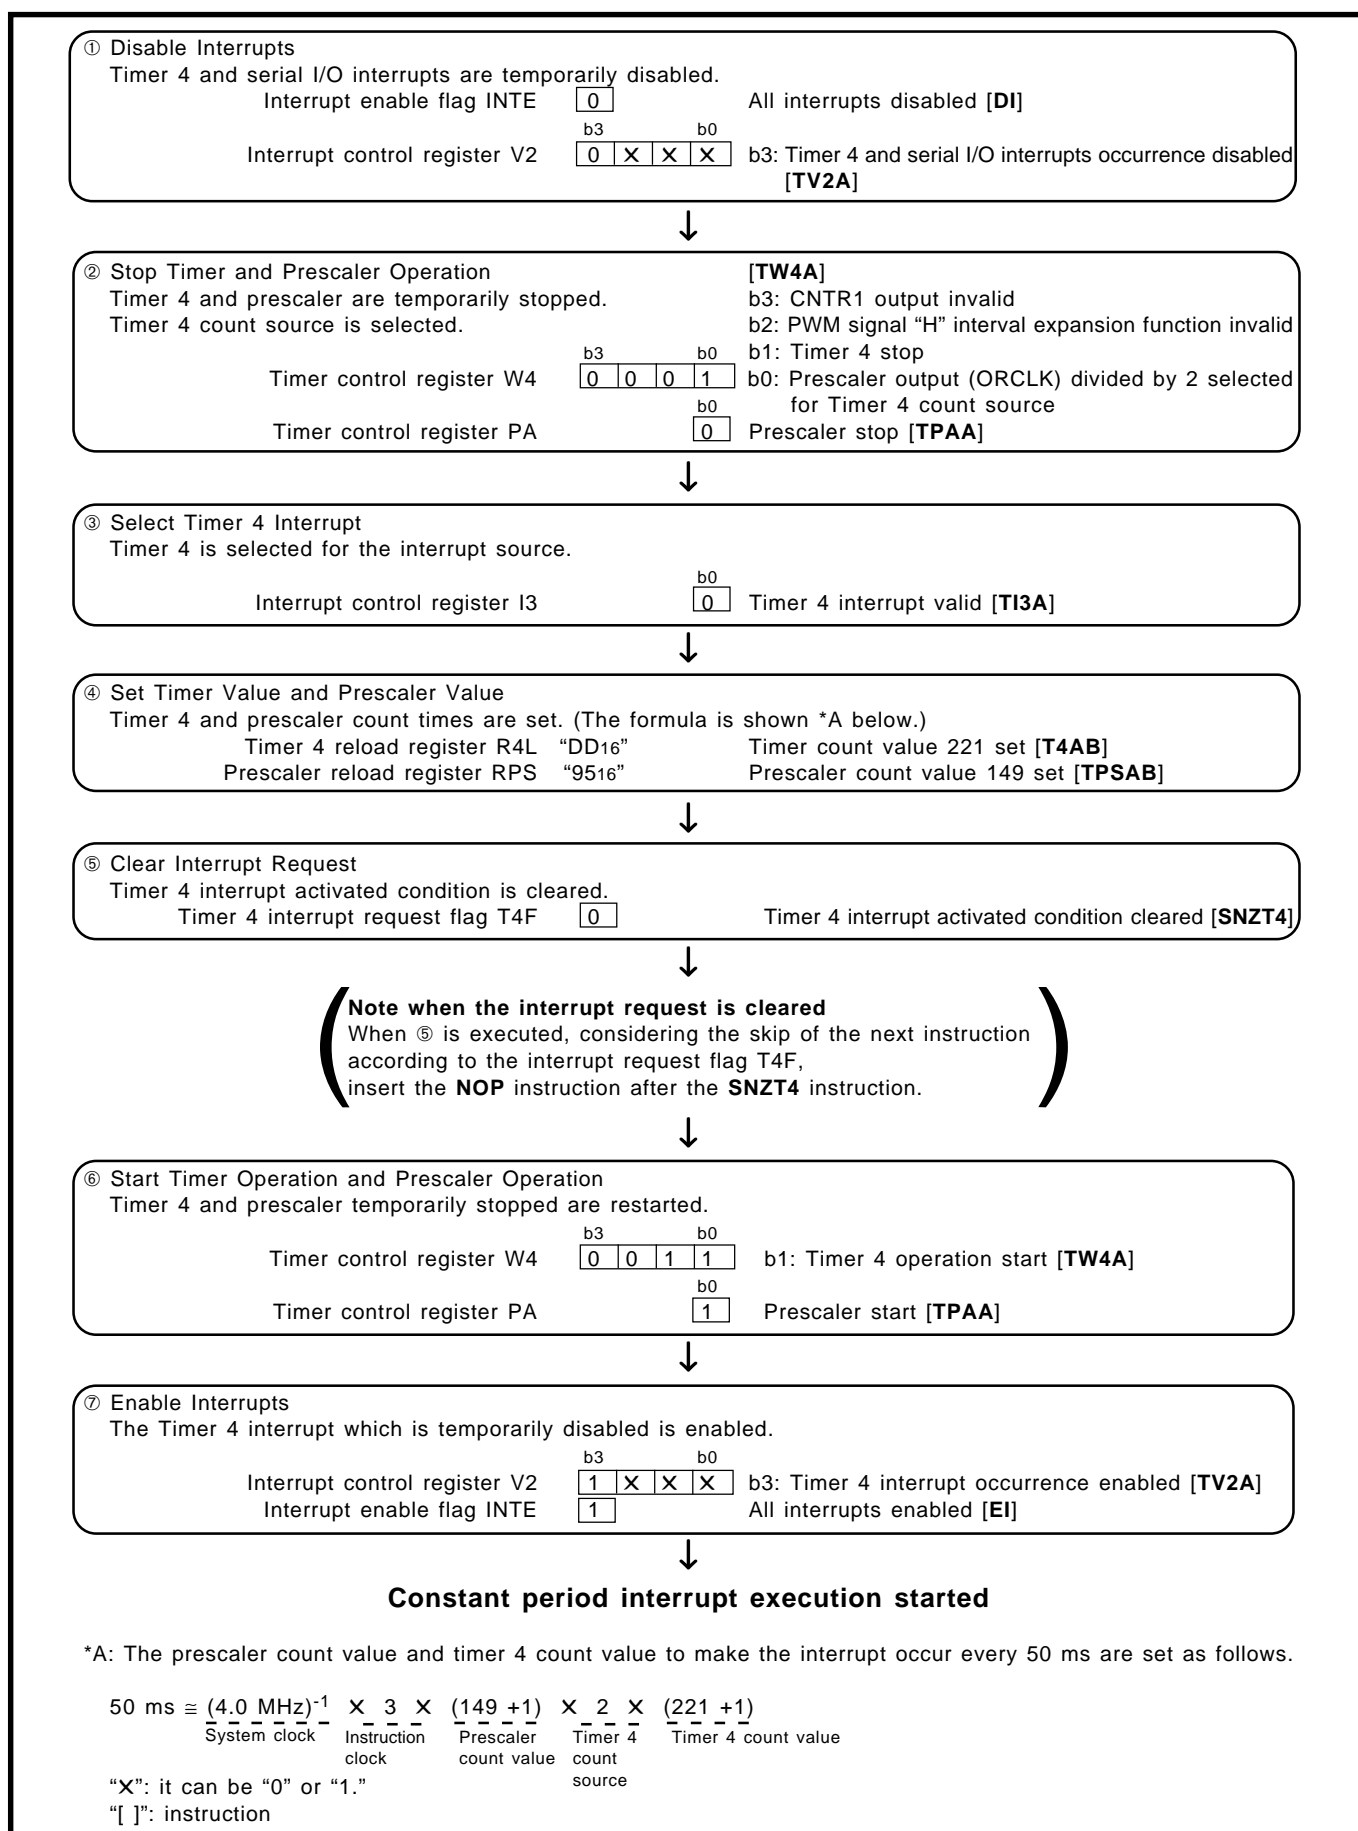 ① Disable Interrupts
Timer 4 and serial I/O interrupts are temporarily disabled.
Interrupt enable flag INTE 0 All interrupts disabled [DI]
b3 b0
Interrupt control register V2 0 X X X b3: Timer 4 and serial I/O interrupts occurrence disabled
[TV2A]
↓
② Stop Timer and Prescaler Operation [TW4A]
Timer 4 and prescaler are temporarily stopped. b3: CNTR1 output invalid
Timer 4 count source is selected. b2: PWM signal “H” interval expansion function invalid
b3 b0 b1: Timer 4 stop
Timer control register W4 0 0 0 1 b0: Prescaler output (ORCLK) divided by 2 selected
b0 for Timer 4 count source
Timer control register PA 0 Prescaler stop [TPAA]
↓
③ Select Timer 4 Interrupt
Timer 4 is selected for the interrupt source.
b0
Interrupt control register I3 0 Timer 4 interrupt valid [TI3A]
↓
④ Set Timer Value and Prescaler Value
Timer 4 and prescaler count times are set. (The formula is shown *A below.)
Timer 4 reload register R4L “DD16” Timer count value 221 set [T4AB]
Prescaler reload register RPS “9516” Prescaler count value 149 set [TPSAB]
↓
⑤ Clear Interrupt Request
Timer 4 interrupt activated condition is cleared.
Timer 4 interrupt request flag T4F 0 Timer 4 interrupt activated condition cleared [SNZT4]
↓
(Note when the interrupt request is cleared
When ⑤ is executed, considering the skip of the next instruction
according to the interrupt request flag T4F,
insert the NOP instruction after the SNZT4 instruction.)
↓
⑥ Start Timer Operation and Prescaler Operation
Timer 4 and prescaler temporarily stopped are restarted.
b3 b0
Timer control register W4 0 0 1 1 b1: Timer 4 operation start [TW4A]
b0
Timer control register PA 1 Prescaler start [TPAA]
↓
⑦ Enable Interrupts
The Timer 4 interrupt which is temporarily disabled is enabled.
b3 b0
Interrupt control register V2 1 X X X b3: Timer 4 interrupt occurrence enabled [TV2A]
Interrupt enable flag INTE 1 All interrupts enabled [EI]
↓
Constant period interrupt execution started
*A: The prescaler count value and timer 4 count value to make the interrupt occur every 50 ms are set as follows.
50 ms ≅ (4.0 MHz)-1 X 3 X (149 +1) X 2 X (221 +1)
System clock Instruction Prescaler Timer 4 Timer 4 count value
clock count value count
source
“X”: it can be “0” or “1.”
“[ ]”: instruction